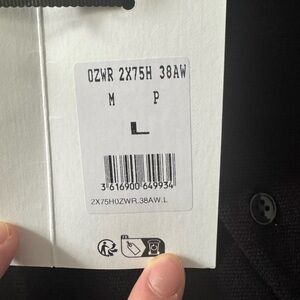 0ZWR 2X75H 38AW
M P
L
3 616900 649934
2X75H0ZWR.38AW.L